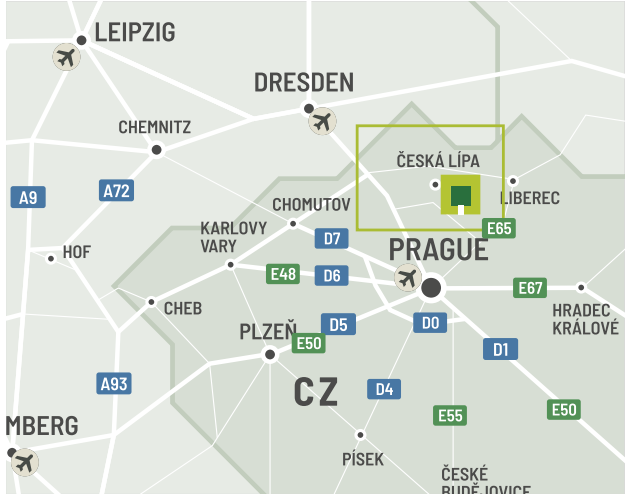 LEIPZIG
DRESDEN
CHEMNITZ
ČESKÁ LÍPA
A9
A72
LIBEREC
CHOMUTOV
KARLOVY
VARY
D7
E65
PRAGUE
HOF
E48
D6
E67
CHEB
HRADEC
KRÁLOVÉ
PLZEŇ
D5
D0
E50
D1
A93
CZ
D4
E55
E50
MBERG
PÍSEK
ČESKÉ
BUDĚJOVICE